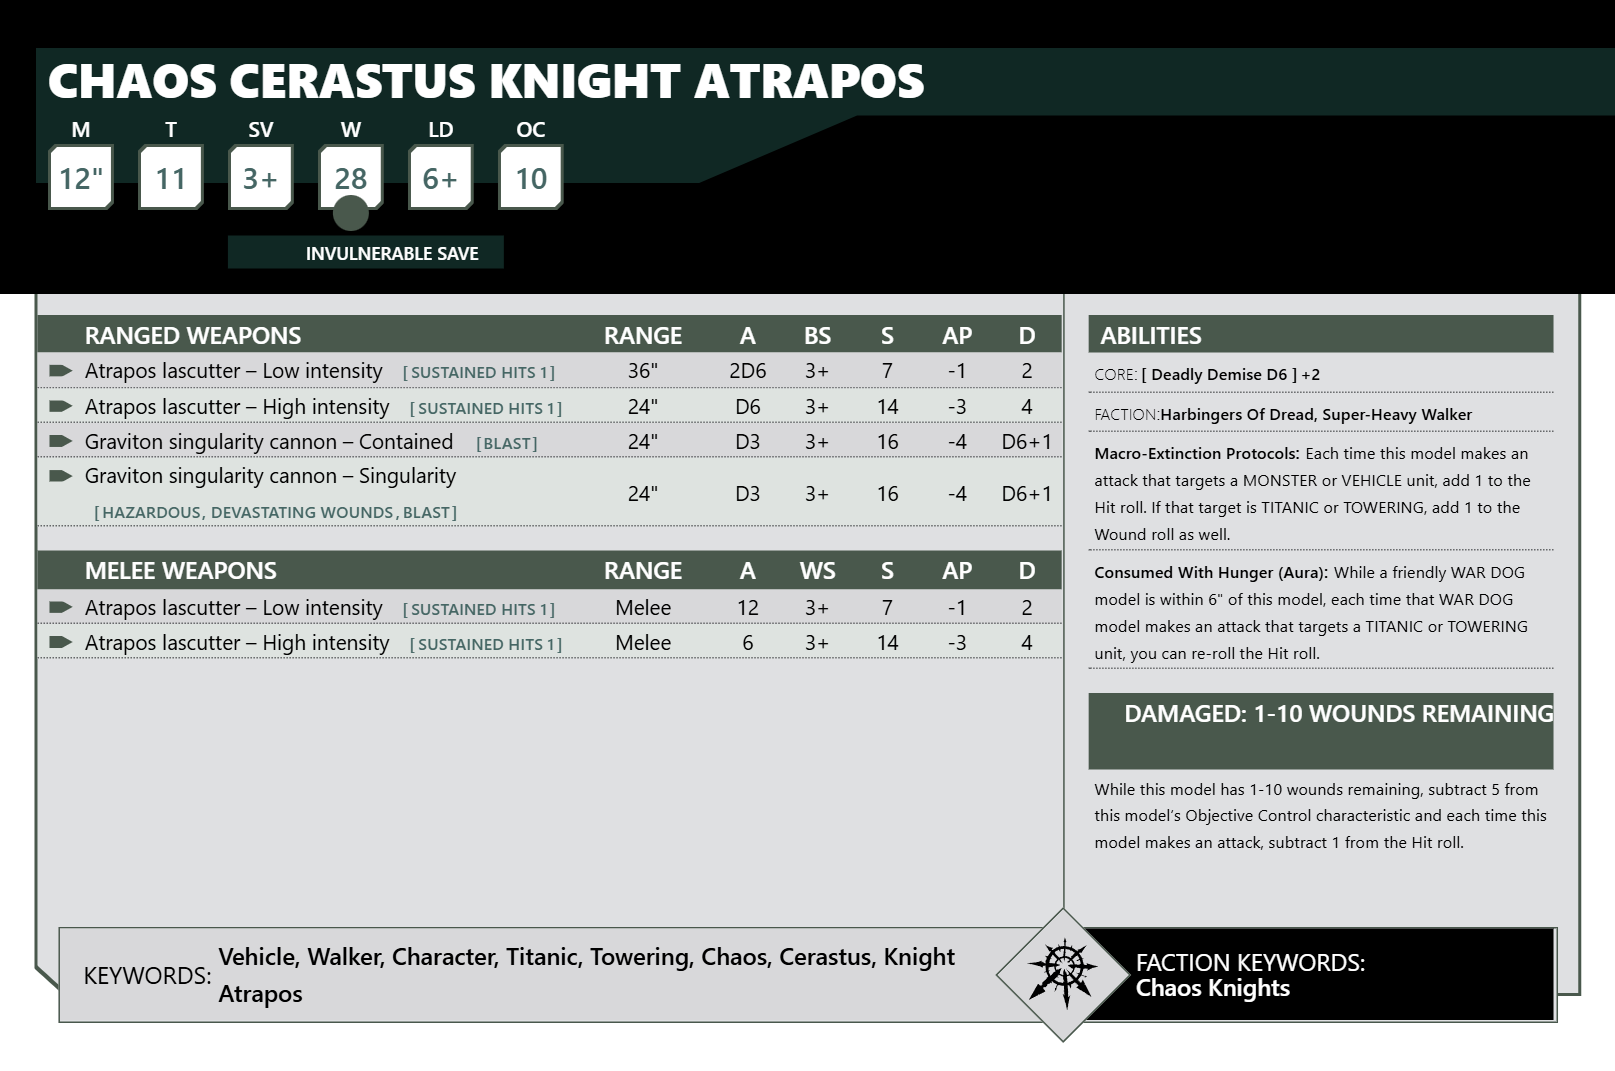 CHAOS CERASTUS KNIGHT ATRAPOS
M T SV W LD OC
12" 11 3+ 28 6+ 10
INVULNERABLE SAVE
RANGED WEAPONS RANGE A BS S AP D
Atrapos lascutter – Low intensity [SUSTAINED HITS 1] 36" 2D6 3+ 7 -1 2
Atrapos lascutter – High intensity [SUSTAINED HITS 1] 24" D6 3+ 14 -3 4
Graviton singularity cannon – Contained [BLAST] 24" D3 3+ 16 -4 D6+1
Graviton singularity cannon – Singularity
[HAZARDOUS, DEVASTATING WOUNDS, BLAST] 24" D3 3+ 16 -4 D6+1
MELEE WEAPONS RANGE A WS S AP D
Atrapos lascutter – Low intensity [SUSTAINED HITS 1] Melee 12 3+ 7 -1 2
Atrapos lascutter – High intensity [SUSTAINED HITS 1] Melee 6 3+ 14 -3 4
ABILITIES
CORE: [ Deadly Demise D6 ] +2
FACTION:Harbingers Of Dread, Super-Heavy Walker
Macro-Extinction Protocols: Each time this model makes an
attack that targets a MONSTER or VEHICLE unit, add 1 to the
Hit roll. If that target is TITANIC or TOWERING, add 1 to the
Wound roll as well.
Consumed With Hunger (Aura): While a friendly WAR DOG
model is within 6" of this model, each time that WAR DOG
model makes an attack that targets a TITANIC or TOWERING
unit, you can re-roll the Hit roll.
DAMAGED: 1-10 WOUNDS REMAINING
While this model has 1-10 wounds remaining, subtract 5 from
this model's Objective Control characteristic and each time this
model makes an attack, subtract 1 from the Hit roll.
KEYWORDS: Vehicle, Walker, Character, Titanic, Towering, Chaos, Cerastus, Knight
Atrapos
FACTION KEYWORDS:
Chaos Knights